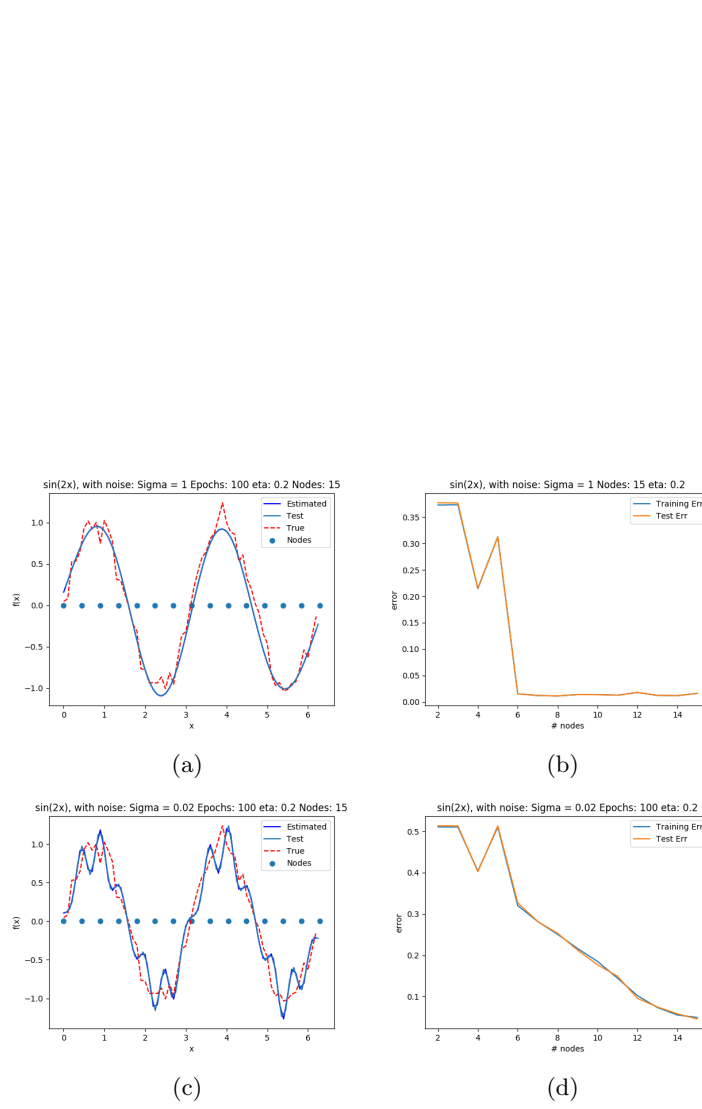 sin(2x), with noise: Sigma = 1 Epochs: 100 eta: 0.2 Nodes: 15
Estimated
Test
True
Nodes
1.0
0.5
0.0
−0.5
−1.0
f(x)
0 1 2 3 4 5 6
x
(a)
sin(2x), with noise: Sigma = 1 Nodes: 15 eta: 0.2
Training Err
Test Err
0.35
0.30
0.25
0.20
0.15
0.10
0.05
0.00
error
2 4 6 8 10 12 14
# nodes
(b)
sin(2x), with noise: Sigma = 0.02 Epochs: 100 eta: 0.2 Nodes: 15
Estimated
Test
True
Nodes
1.0
0.5
0.0
−0.5
−1.0
f(x)
0 1 2 3 4 5 6
x
(c)
sin(2x), with noise: Sigma = 0.02 Epochs: 100 eta: 0.2
Training Err
Test Err
0.5
0.4
0.3
0.2
0.1
error
2 4 6 8 10 12 14
# nodes
(d)